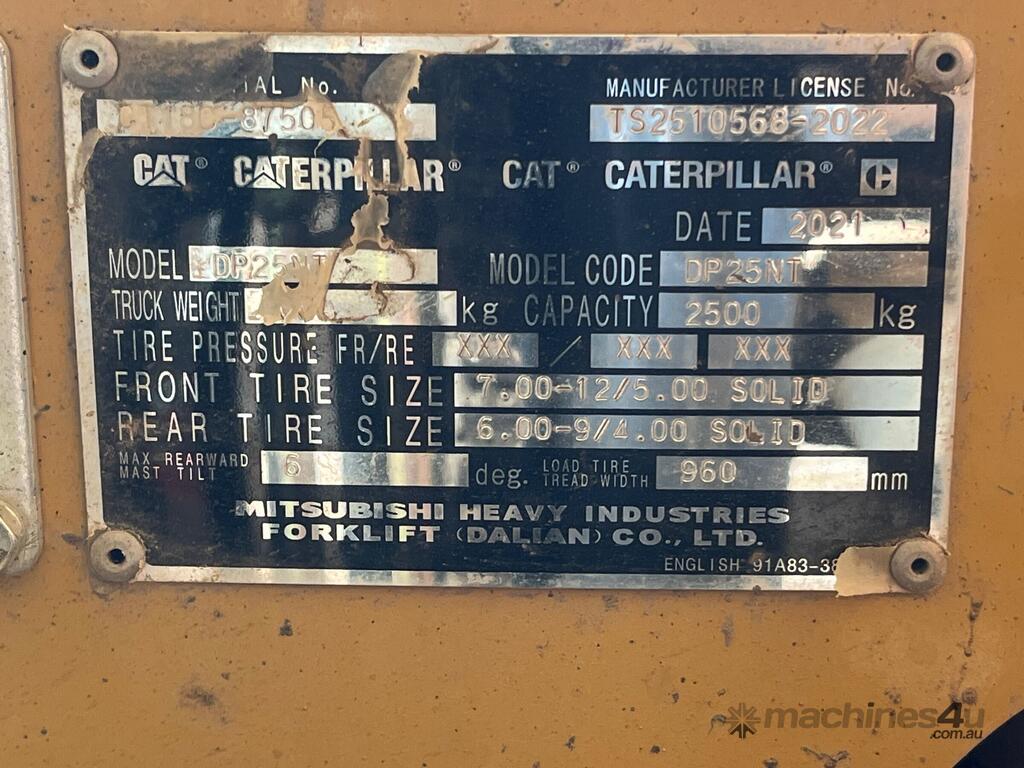 IAL No. MANUFACTURER LICENSE No.
-8750 TS2510568-2022
CAT® CATERPILLAR® CAT® CATERPILLAR® C
DATE 2021
MODEL DP25NT MODEL CODE DP25NT
TRUCK WEIGHT kg CAPACITY 2500 kg
TIRE PRESSURE FR/RE XXX / XXX XXX
FRONT TIRE SIZE 7.00-12/5.00 SOLID
REAR TIRE SIZE 6.00-9/4.00 SOLID
MAX REARWARD MAST TILT 6 deg. LOAD TIRE TREAD WIDTH 960 mm
MITSUBISHI HEAVY INDUSTRIES
FORKLIFT (DALIAN) CO., LTD.
ENGLISH 91A83-38
machines4u
.com.au